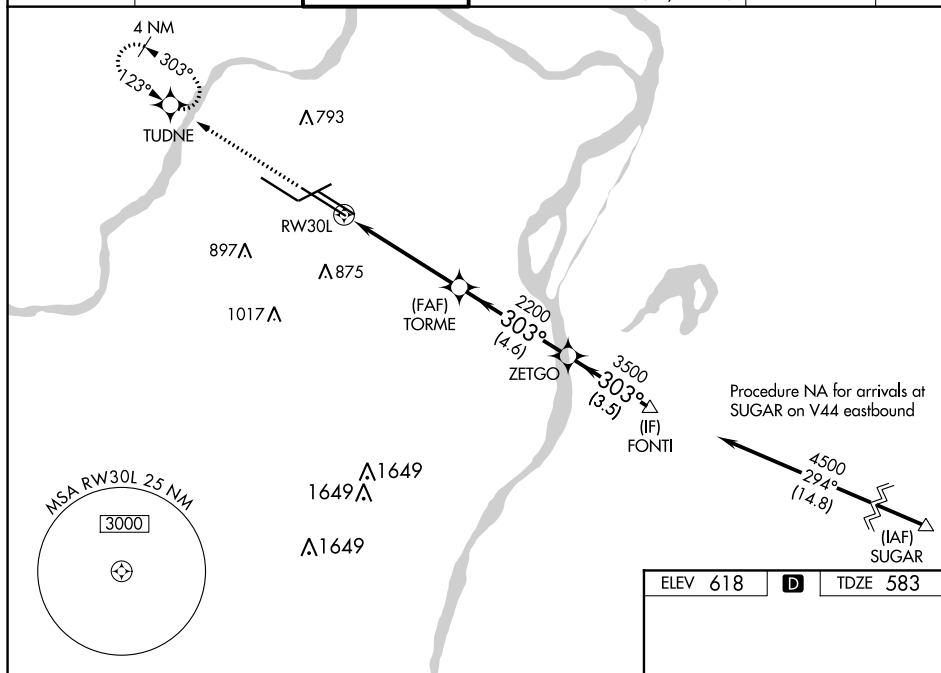 4 NM
303°
123°
TUDNE
793
RW30L
897
875
1017
(FAF)
TORME
2200
303°
(4.6)
ZETGO
3500
303°
(3.5)
(IF)
FONTI
Procedure NA for arrivals at
SUGAR on V44 eastbound
4500
294°
(14.8)
(IAF)
SUGAR
1649
1649
1649
MSA RW30L 25 NM
3000
ELEV 618 D TDZE 583